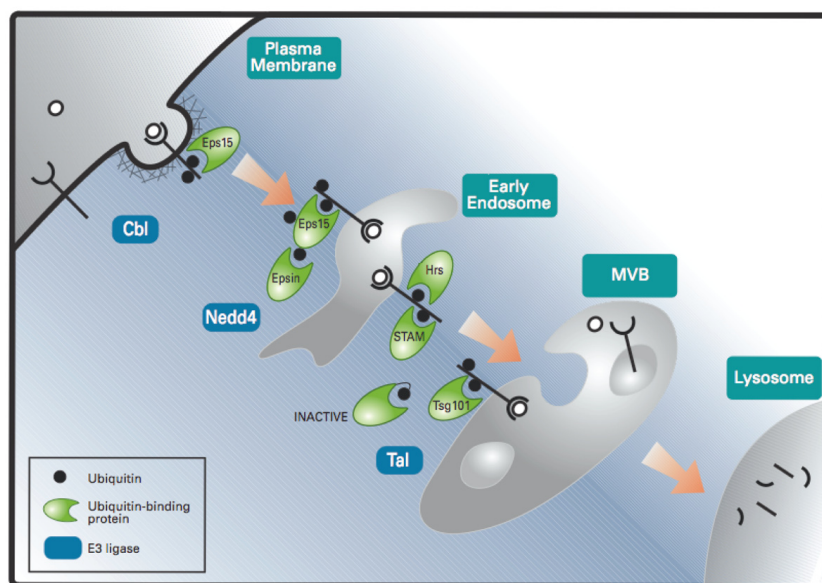 Plasma
Membrane
Eps15
Cbl
Early
Endosome
Eps15
Epsin
Hrs
MVB
Nedd4
STAM
Lysosome
INACTIVE
Tsg101
Tal
Ubiquitin
Ubiquitin-binding
protein
E3 ligase